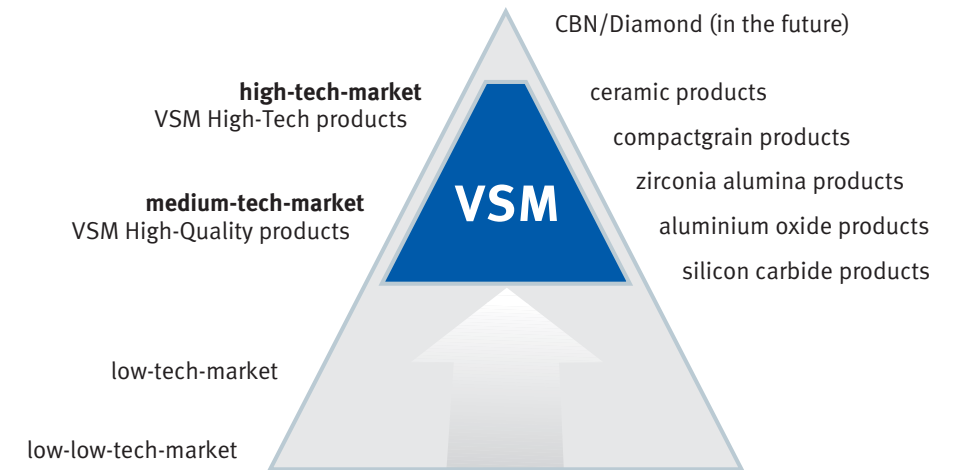 CBN/Diamond (in the future)
high-tech-market
VSM High-Tech products
medium-tech-market
VSM High-Quality products
low-tech-market
low-low-tech-market
VSM
ceramic products
compactgrain products
zirconia alumina products
aluminium oxide products
silicon carbide products